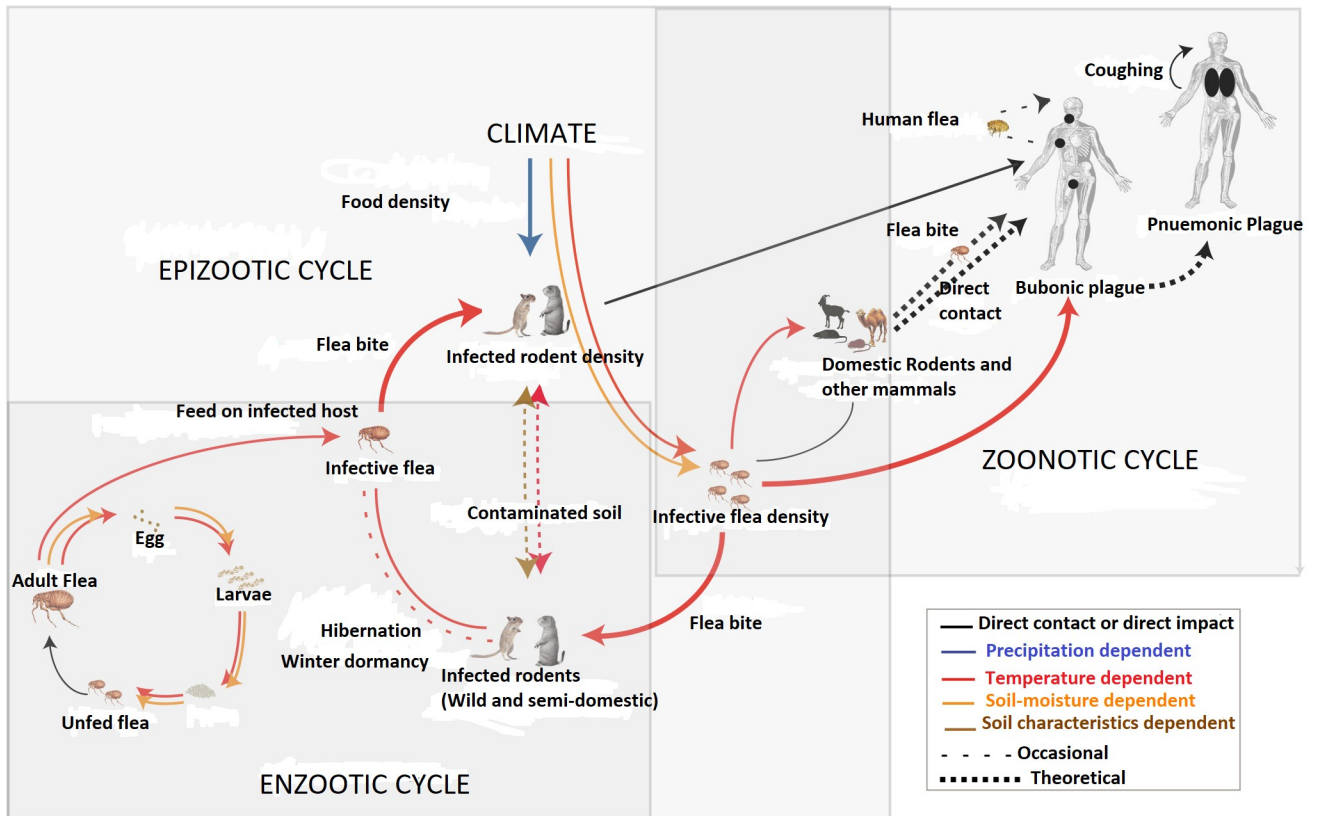 CLIMATE
Food density
EPIZOOTIC CYCLE
Flea bite
Infected rodent density
Coughing
Human flea
Flea bite
Direct
contact
Pnuemonic Plague
Bubonic plague
Domestic Rodents and
other mammals
ZOONOTIC CYCLE
Feed on infected host
Infective flea
Contaminated soil
Infective flea density
Egg
Adult Flea
Larvae
Hibernation
Winter dormancy
Flea bite
Infected rodents
(Wild and semi-domestic)
Unfed flea
ENZOOTIC CYCLE
Direct contact or direct impact
Precipitation dependent
Temperature dependent
Soil-moisture dependent
Soil characteristics dependent
Occasional
Theoretical